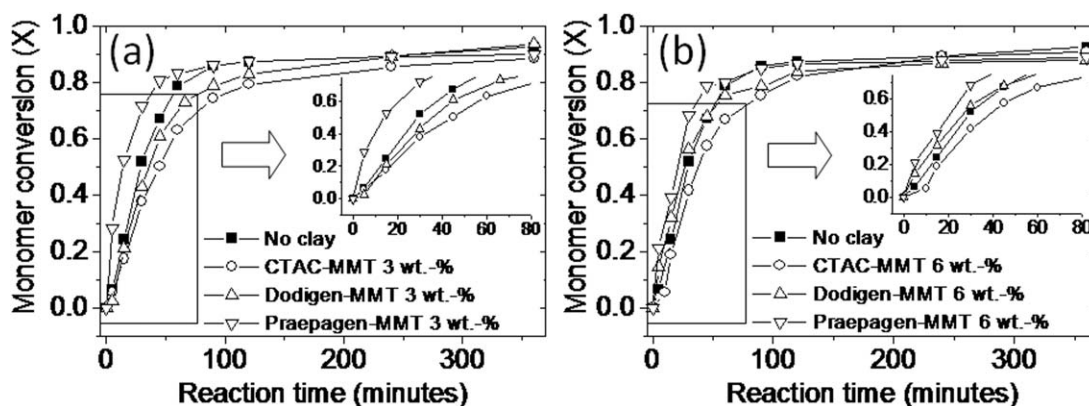 (a)
Monomer conversion (X)
1.0
0.8
0.6
0.4
0.2
0.0
0.6
0.4
0.2
0.0
0 20 40 60 80
No clay
CTAC-MMT 3 wt.-%
Dodigen-MMT 3 wt.-%
Praepagen-MMT 3 wt.-%
0 100 200 300
Reaction time (minutes)
(b)
Monomer conversion (X)
1.0
0.8
0.6
0.4
0.2
0.0
0.6
0.4
0.2
0.0
0 20 40 60 80
No clay
CTAC-MMT 6 wt.-%
Dodigen-MMT 6 wt.-%
Praepagen-MMT 6 wt.-%
0 100 200 300
Reaction time (minutes)